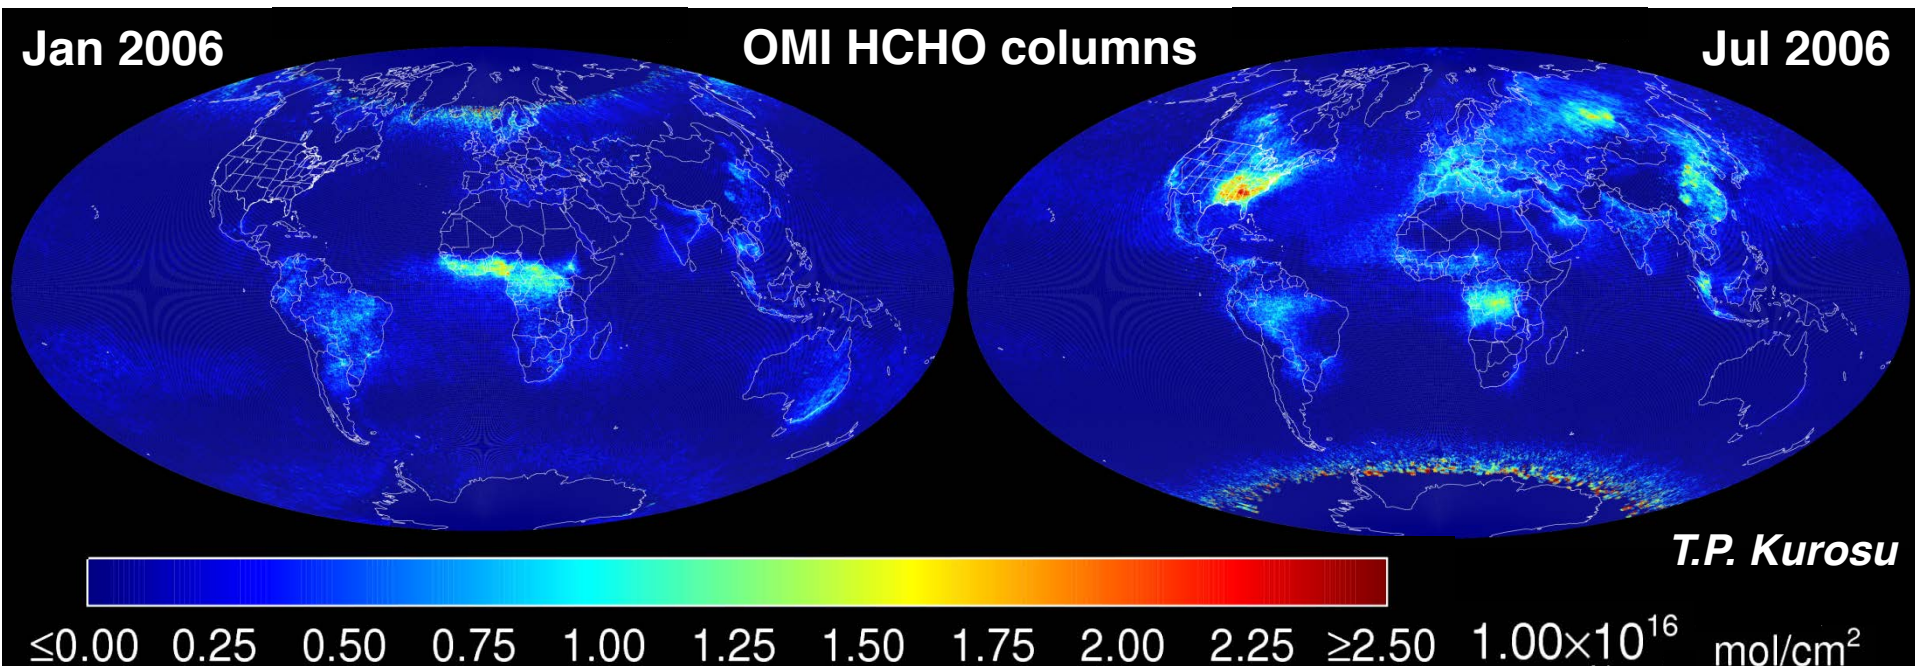 Jan 2006
OMI HCHO columns
Jul 2006
T.P. Kurosu
≤0.00 0.25 0.50 0.75 1.00 1.25 1.50 1.75 2.00 2.25 ≥2.50 1.00×10¹⁶ mol/cm²